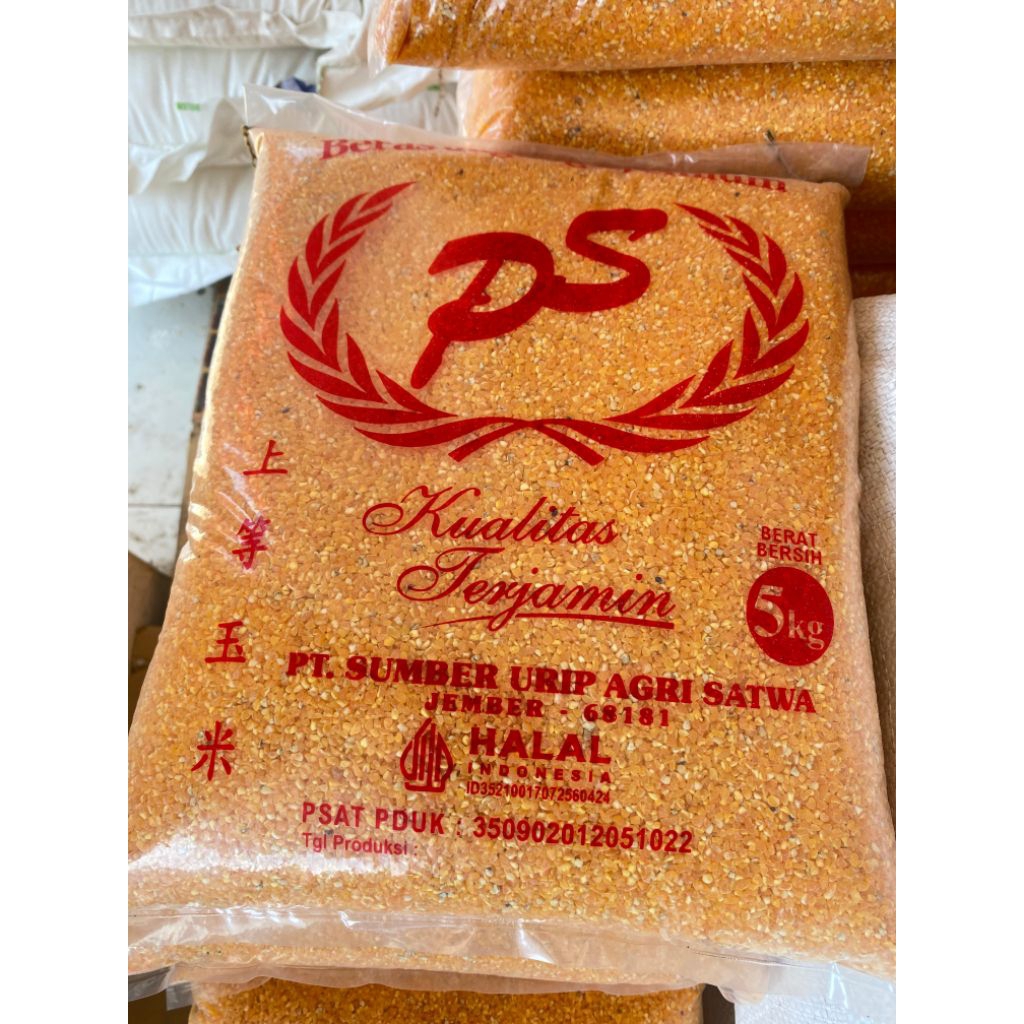 Beras
PS
上等玉米
Kualitas
Terjamin
BERAT
BERSIH
5kg
PT. SUMBER URIP AGRI SATWA
JEMBER - 68181
HALAL
INDONESIA
ID35210017072560424
PSAT PDUK : 350902012051022
Tgl Produksi :